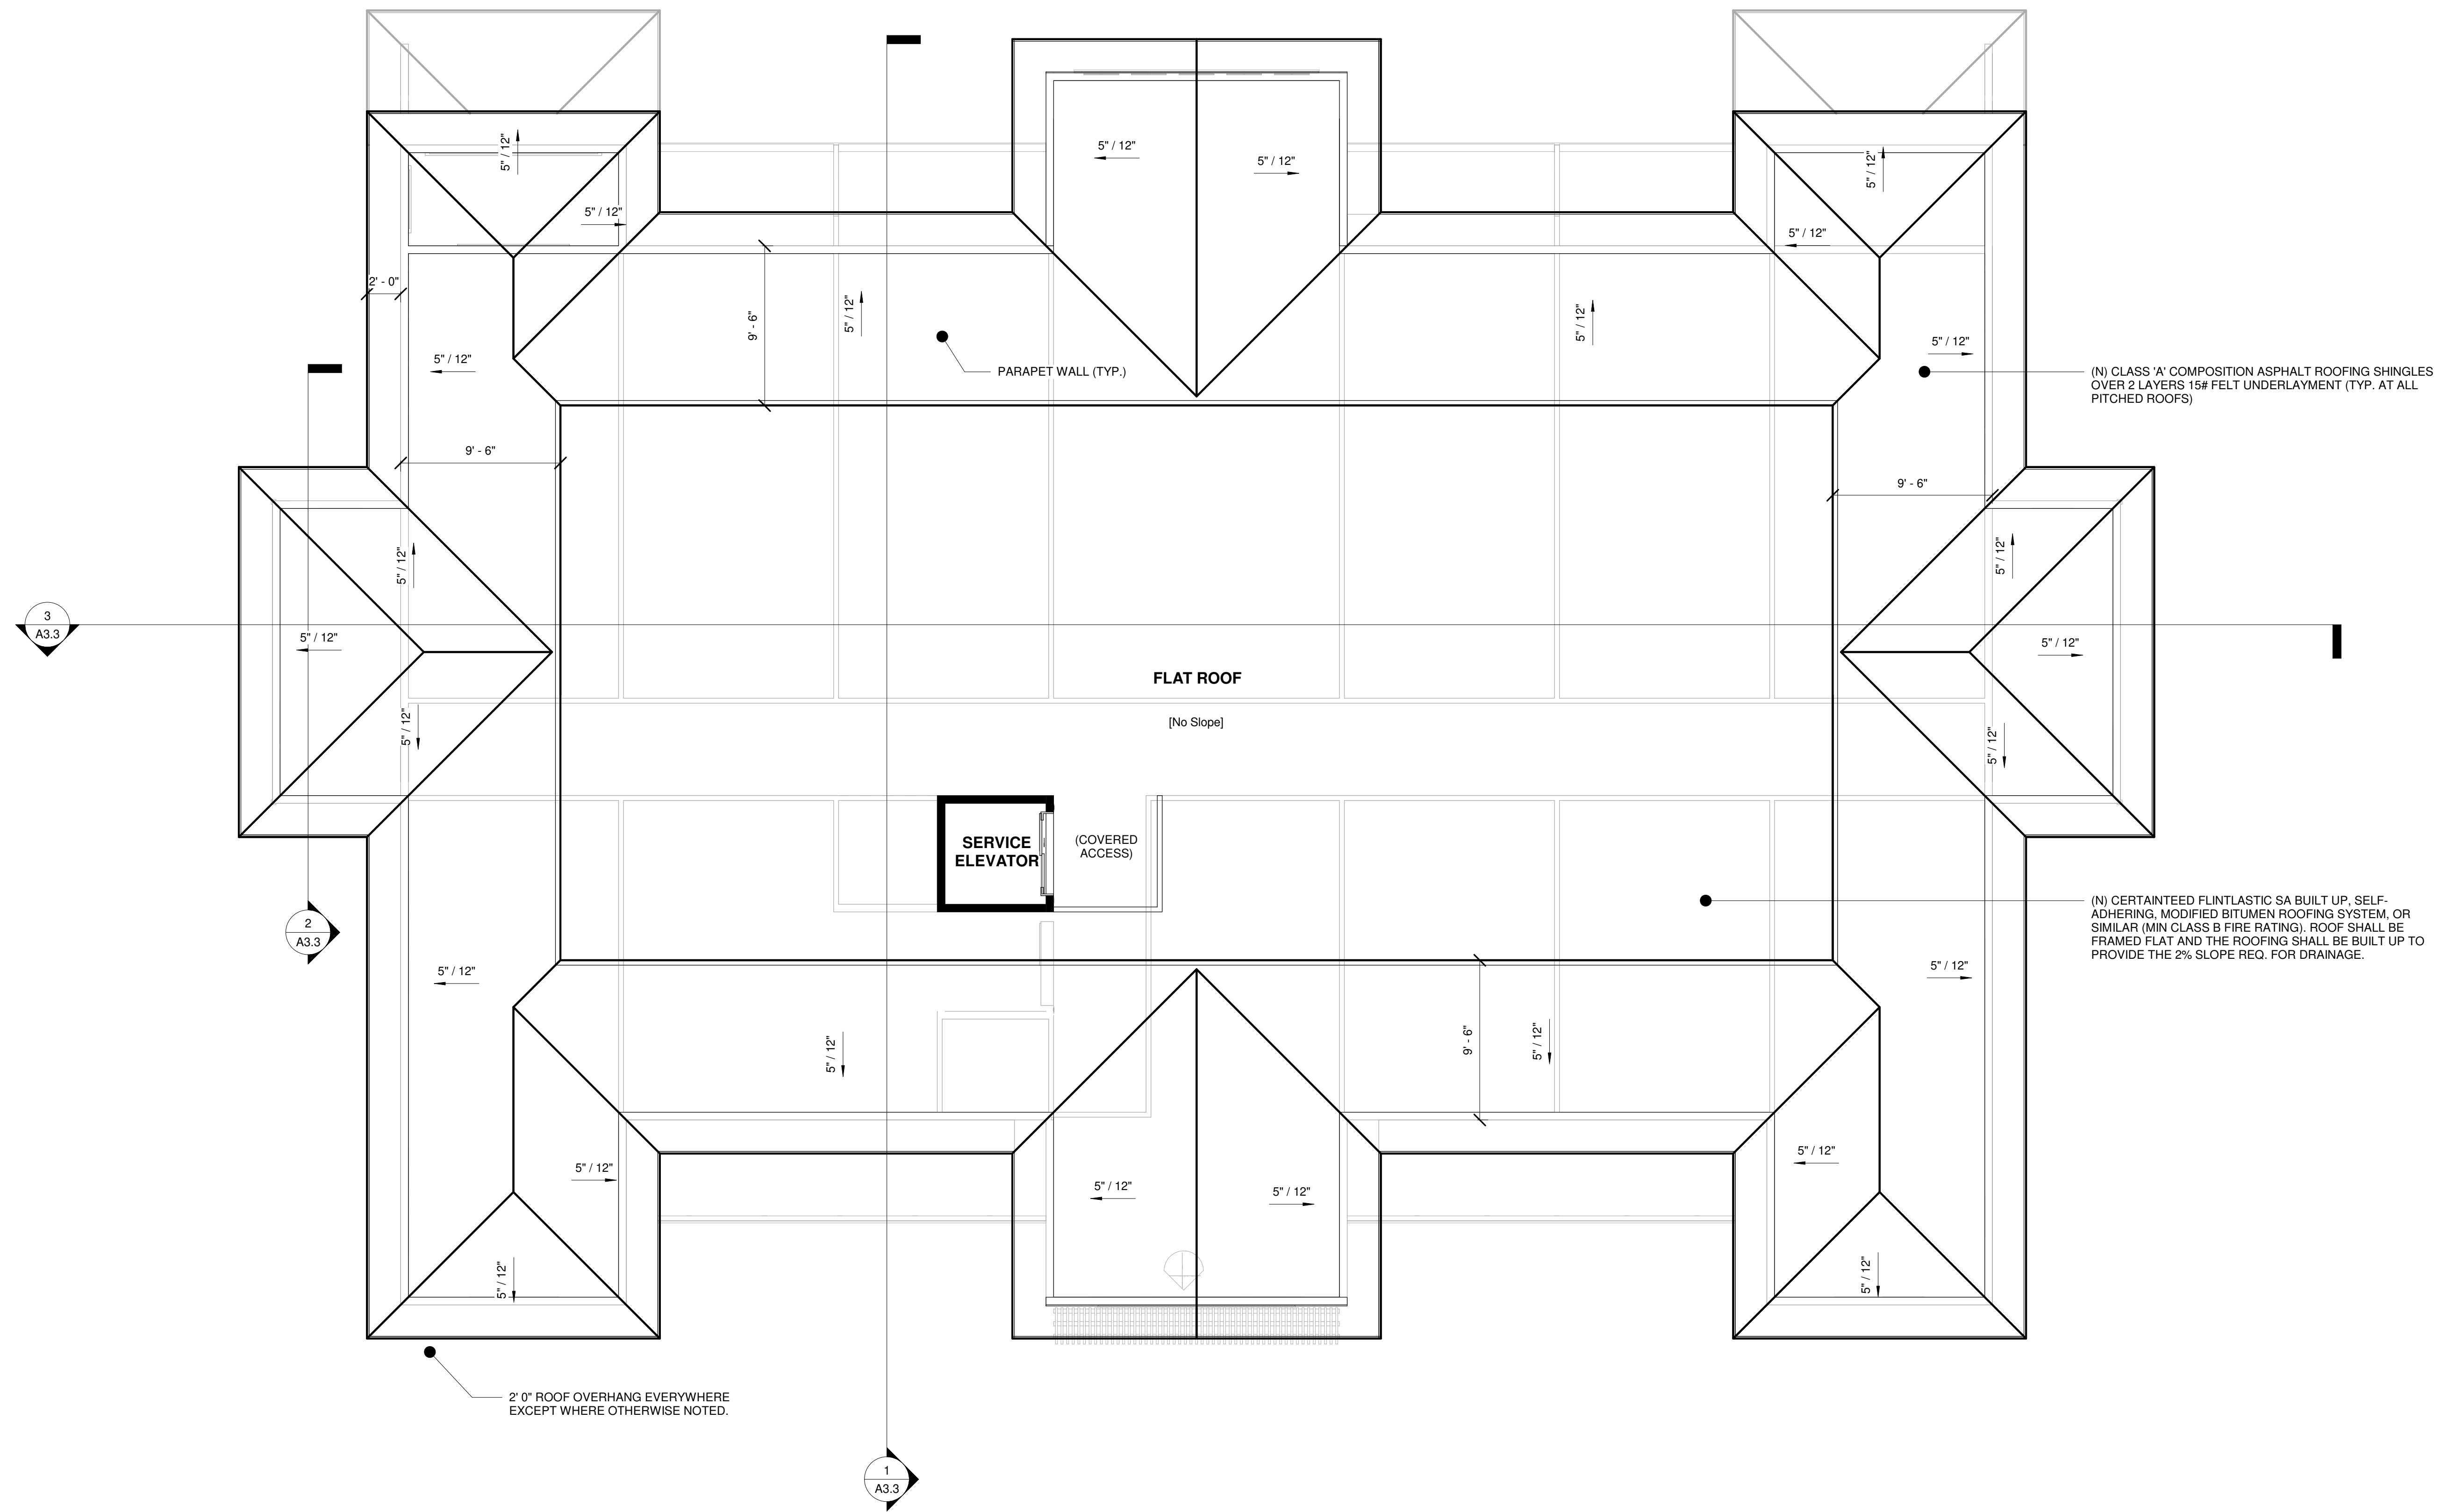 5" / 12"
5" / 12"
5" / 12"
5" / 12"
5" / 12"
5" / 12"
5" / 12"
2' - 0"
9' - 6"
5" / 12"
5" / 12"
5" / 12"
5" / 12"
PARAPET WALL (TYP.)
(N) CLASS 'A' COMPOSITION ASPHALT ROOFING SHINGLES
OVER 2 LAYERS 15# FELT UNDERLAYMENT (TYP. AT ALL
PITCHED ROOFS)
9' - 6"
9' - 6"
5" / 12"
5" / 12"
3
A3.3
5" / 12"
5" / 12"
FLAT ROOF
[No Slope]
5" / 12"
5" / 12"
SERVICE
ELEVATOR
(COVERED
ACCESS)
2
A3.3
(N) CERTAINTEED FLINTLASTIC SA BUILT UP, SELF-
ADHERING, MODIFIED BITUMEN ROOFING SYSTEM, OR
SIMILAR (MIN CLASS B FIRE RATING). ROOF SHALL BE
FRAMED FLAT AND THE ROOFING SHALL BE BUILT UP TO
PROVIDE THE 2% SLOPE REQ. FOR DRAINAGE.
5" / 12"
5" / 12"
5" / 12"
9' - 6"
5" / 12"
5" / 12"
5" / 12"
5" / 12"
5" / 12"
5" / 12"
5" / 12"
2' 0" ROOF OVERHANG EVERYWHERE
EXCEPT WHERE OTHERWISE NOTED.
1
A3.3